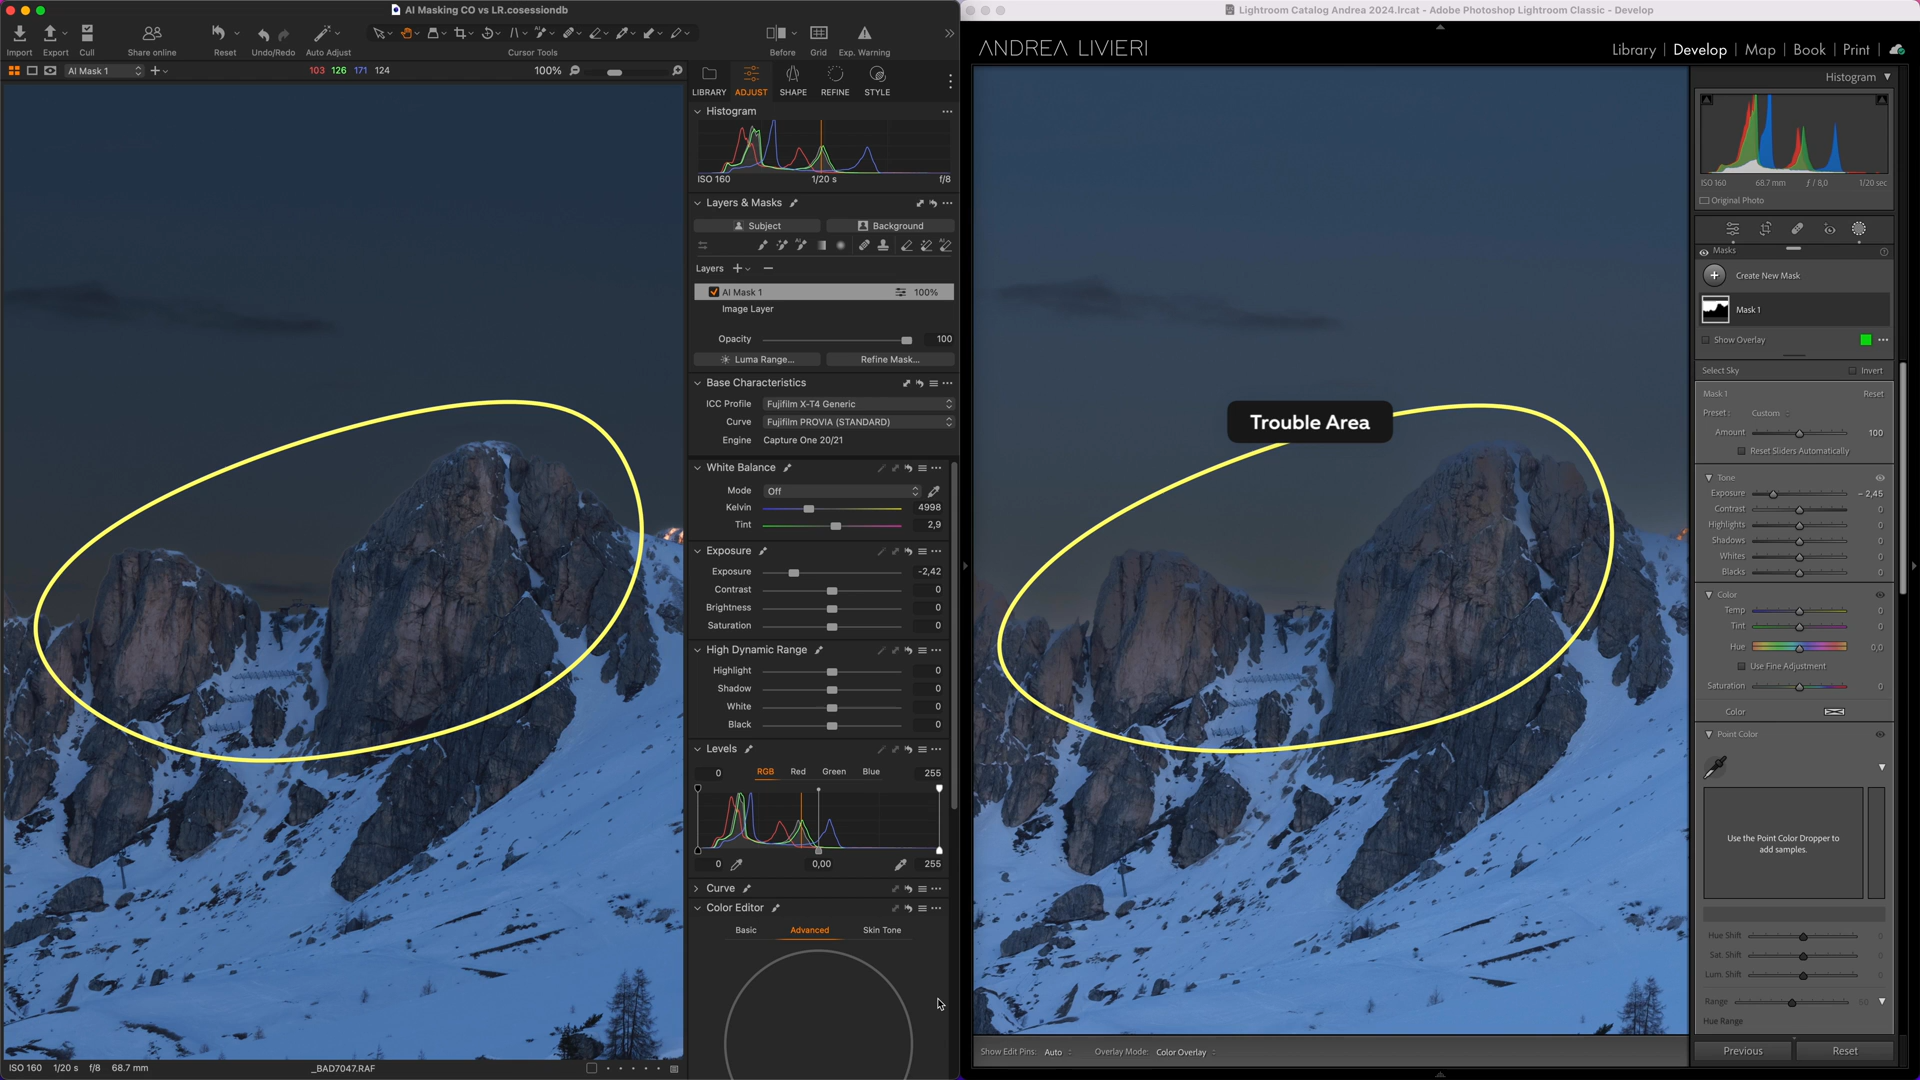 AI Masking CO vs LR.cosessiondb
Import Export Cull Share online Reset Undo/Redo Auto Adjust Cursor Tools Before Grid Exp. Warning
AI Mask 1
103 126 171 124
100%
LIBRARY ADJUST SHAPE REFINE STYLE
Histogram
ISO 160 1/20 s f/8
Layers & Masks
Subject Background
Layers
AI Mask 1 100%
Image Layer
Opacity 100
Luma Range... Refine Mask...
Base Characteristics
ICC Profile Fujifilm X-T4 Generic
Curve Fujifilm PROVIA (STANDARD)
Engine Capture One 20/21
White Balance
Mode Off
Kelvin 4998
Tint 2,9
Exposure
Exposure -2,42
Contrast 0
Brightness 0
Saturation 0
High Dynamic Range
Highlight 0
Shadow 0
White 0
Black 0
Levels
0 RGB Red Green Blue 255
0 0,00 255
Curve
Color Editor
Basic Advanced Skin Tone
ISO 160 1/20 s f/8 68.7 mm
_BAD7047.RAF
Lightroom Catalog Andrea 2024.lrcat - Adobe Photoshop Lightroom Classic - Develop
ANDREA LIVIERI
Library | Develop | Map | Book | Print |
Trouble Area
Histogram
ISO 160 68.7 mm ƒ / 8,0 1/20 sec
Original Photo
Masks
Create New Mask
Mask 1
Show Overlay
Select Sky Invert
Mask 1 Reset
Preset : Custom
Amount 100
Reset Sliders Automatically
Tone
Exposure – 2,45
Contrast 0
Highlights 0
Shadows 0
Whites 0
Blacks 0
Color
Temp 0
Tint 0
Hue 0,0
Use Fine Adjustment
Saturation 0
Color
Point Color
Use the Point Color Dropper to
add samples.
Hue Shift 0
Sat. Shift 0
Lum. Shift 0
Range 50
Hue Range
Show Edit Pins: Auto Overlay Mode: Color Overlay
Previous Reset